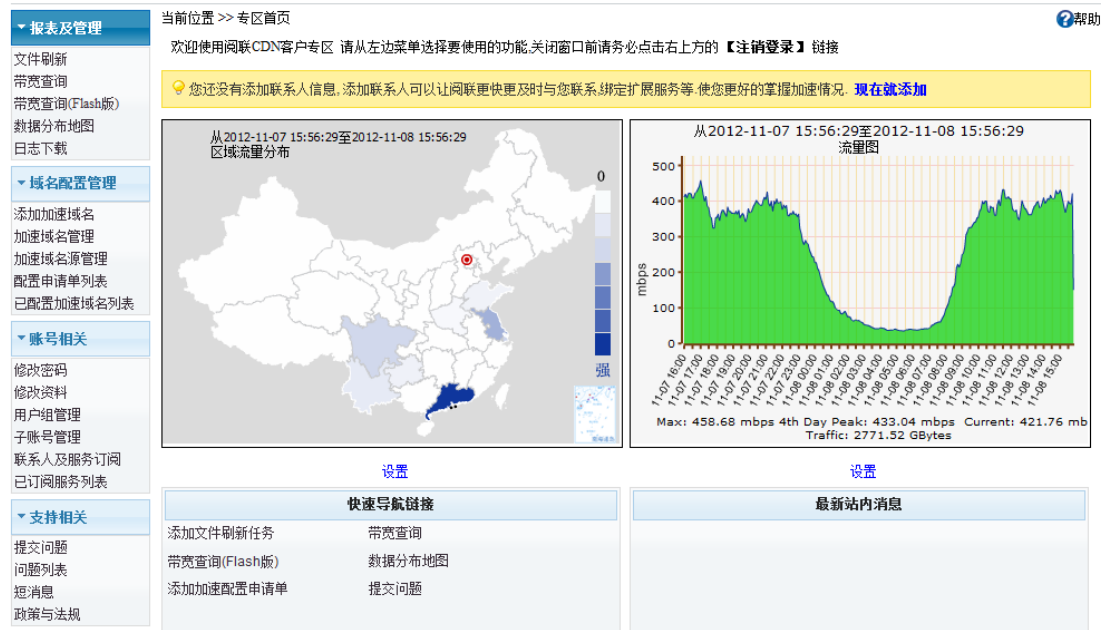 报表及管理
文件刷新
带宽查询
带宽查询(Flash版)
数据分布地图
日志下载
域名配置管理
添加加速域名
加速域名管理
加速域名源管理
配置申请单列表
已配置加速域名列表
账号相关
修改密码
修改资料
用户组管理
子账号管理
联系人及服务订阅
已订阅服务列表
支持相关
提交问题
问题列表
短消息
政策与法规
当前位置 >> 专区首页
帮助
欢迎使用阅联CDN客户专区 请从左边菜单选择要使用的功能,关闭窗口前请务必点击右上方的【注销登录】链接
您还没有添加联系人信息, 添加联系人可以让阅联更快更及时与您联系,绑定扩展服务等.使您更好的掌握加速情况. 现在就添加
从2012-11-07 15:56:29至2012-11-08 15:56:29
区域流量分布
0
强
从2012-11-07 15:56:29至2012-11-08 15:56:29
流量图
500
400
300
200
100
0
mbps
11-07 16:00
11-07 17:00
11-07 18:00
11-07 19:00
11-07 20:00
11-07 21:00
11-07 22:00
11-07 23:00
11-08 00:00
11-08 01:00
11-08 02:00
11-08 03:00
11-08 04:00
11-08 05:00
11-08 06:00
11-08 07:00
11-08 08:00
11-08 09:00
11-08 10:00
11-08 11:00
11-08 12:00
11-08 13:00
11-08 14:00
11-08 15:00
Max: 458.68 mbps 4th Day Peak: 433.04 mbps Current: 421.76 mb
Traffic: 2771.52 GBytes
设置
设置
快速导航链接
添加文件刷新任务
带宽查询
带宽查询(Flash版)
数据分布地图
添加加速配置申请单
提交问题
最新站内消息